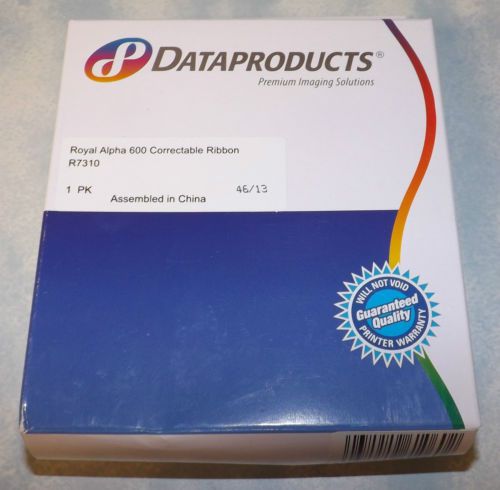 DATAPRODUCTS®
Premium Imaging Solutions
Royal Alpha 600 Correctable Ribbon
R7310
1 PK
46/13
Assembled in China
WILL NOT VOID
Guaranteed
Quality
PRINTER WARRANTY